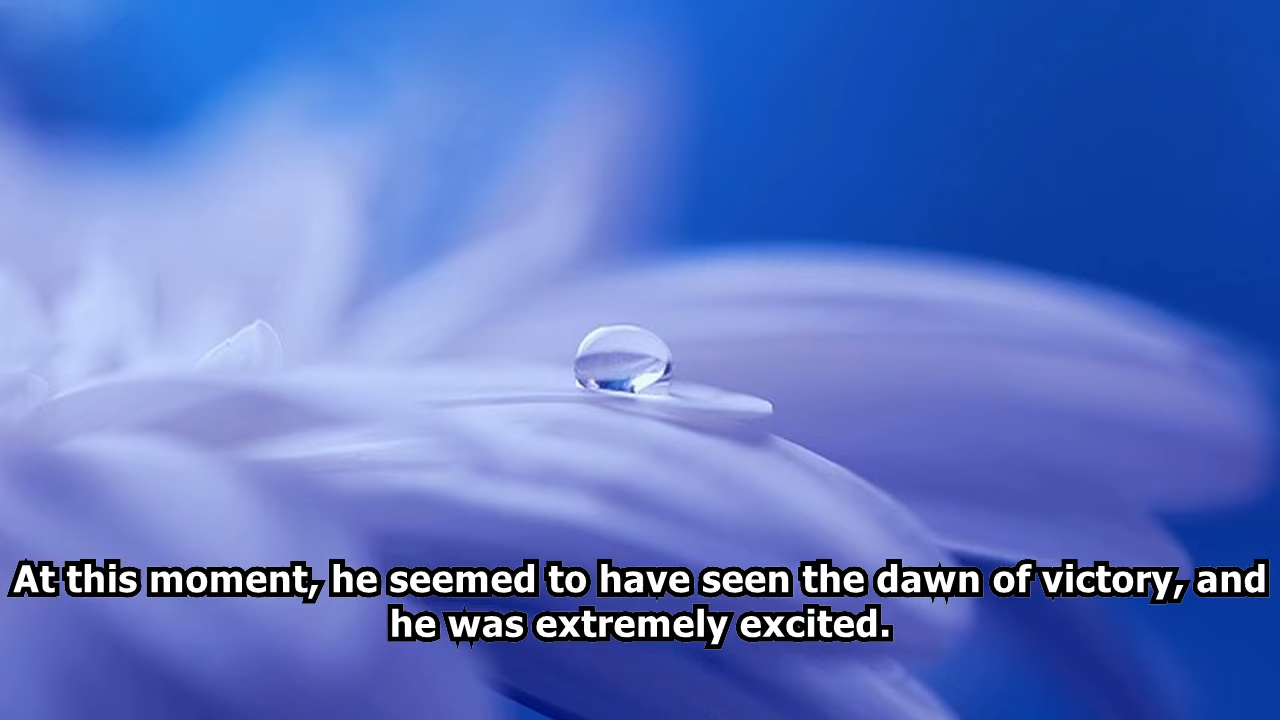 At this moment, he seemed to have seen the dawn of victory, and
he was extremely excited.